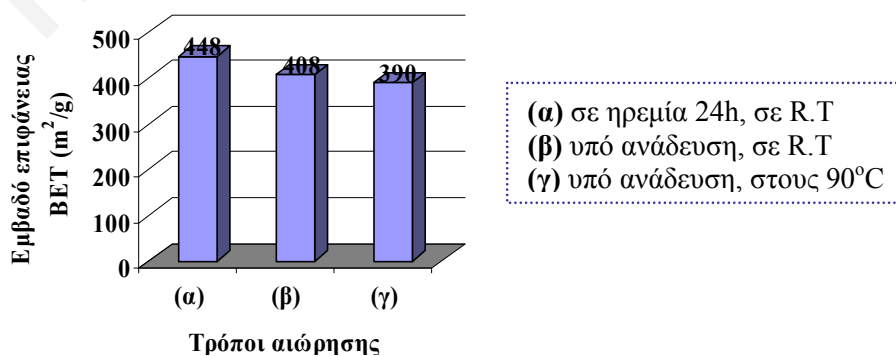 Εμβαδό επιφάνειας
BET (m²/g)
500
400
300
200
100
0
448
408
390
(α)
(β)
(γ)
Τρόποι αιώρησης
(α) σε ηρεμία 24h, σε R.T
(β) υπό ανάδευση, σε R.T
(γ) υπό ανάδευση, στους 90°C